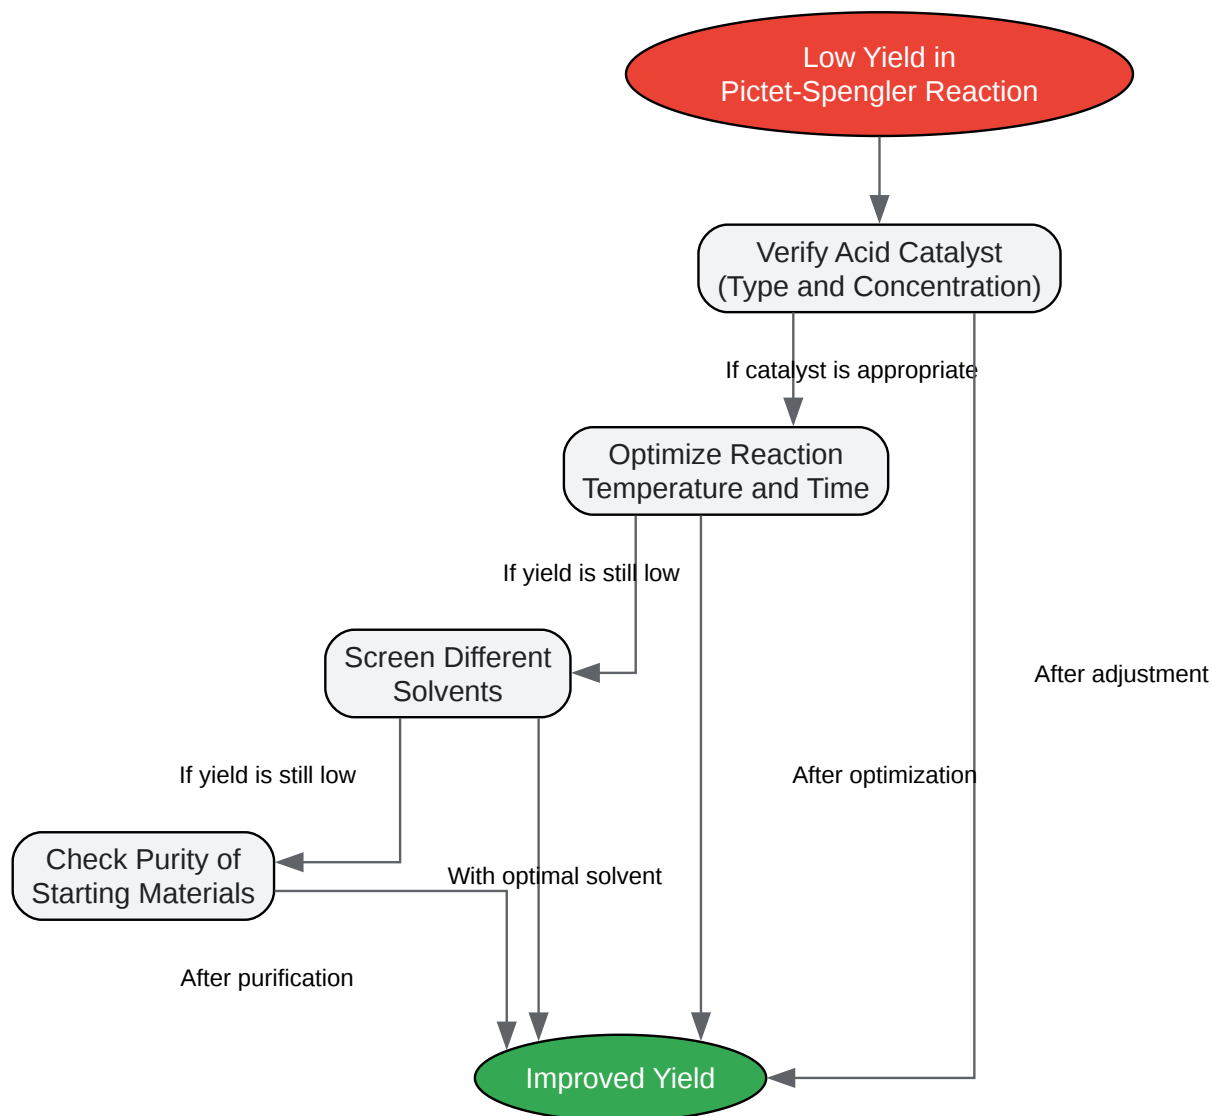 Low Yield in
Pictet-Spengler Reaction
Verify Acid Catalyst
(Type and Concentration)
If catalyst is appropriate
Optimize Reaction
Temperature and Time
If yield is still low
Screen Different
Solvents
After adjustment
If yield is still low
After optimization
Check Purity of
Starting Materials
With optimal solvent
After purification
Improved Yield